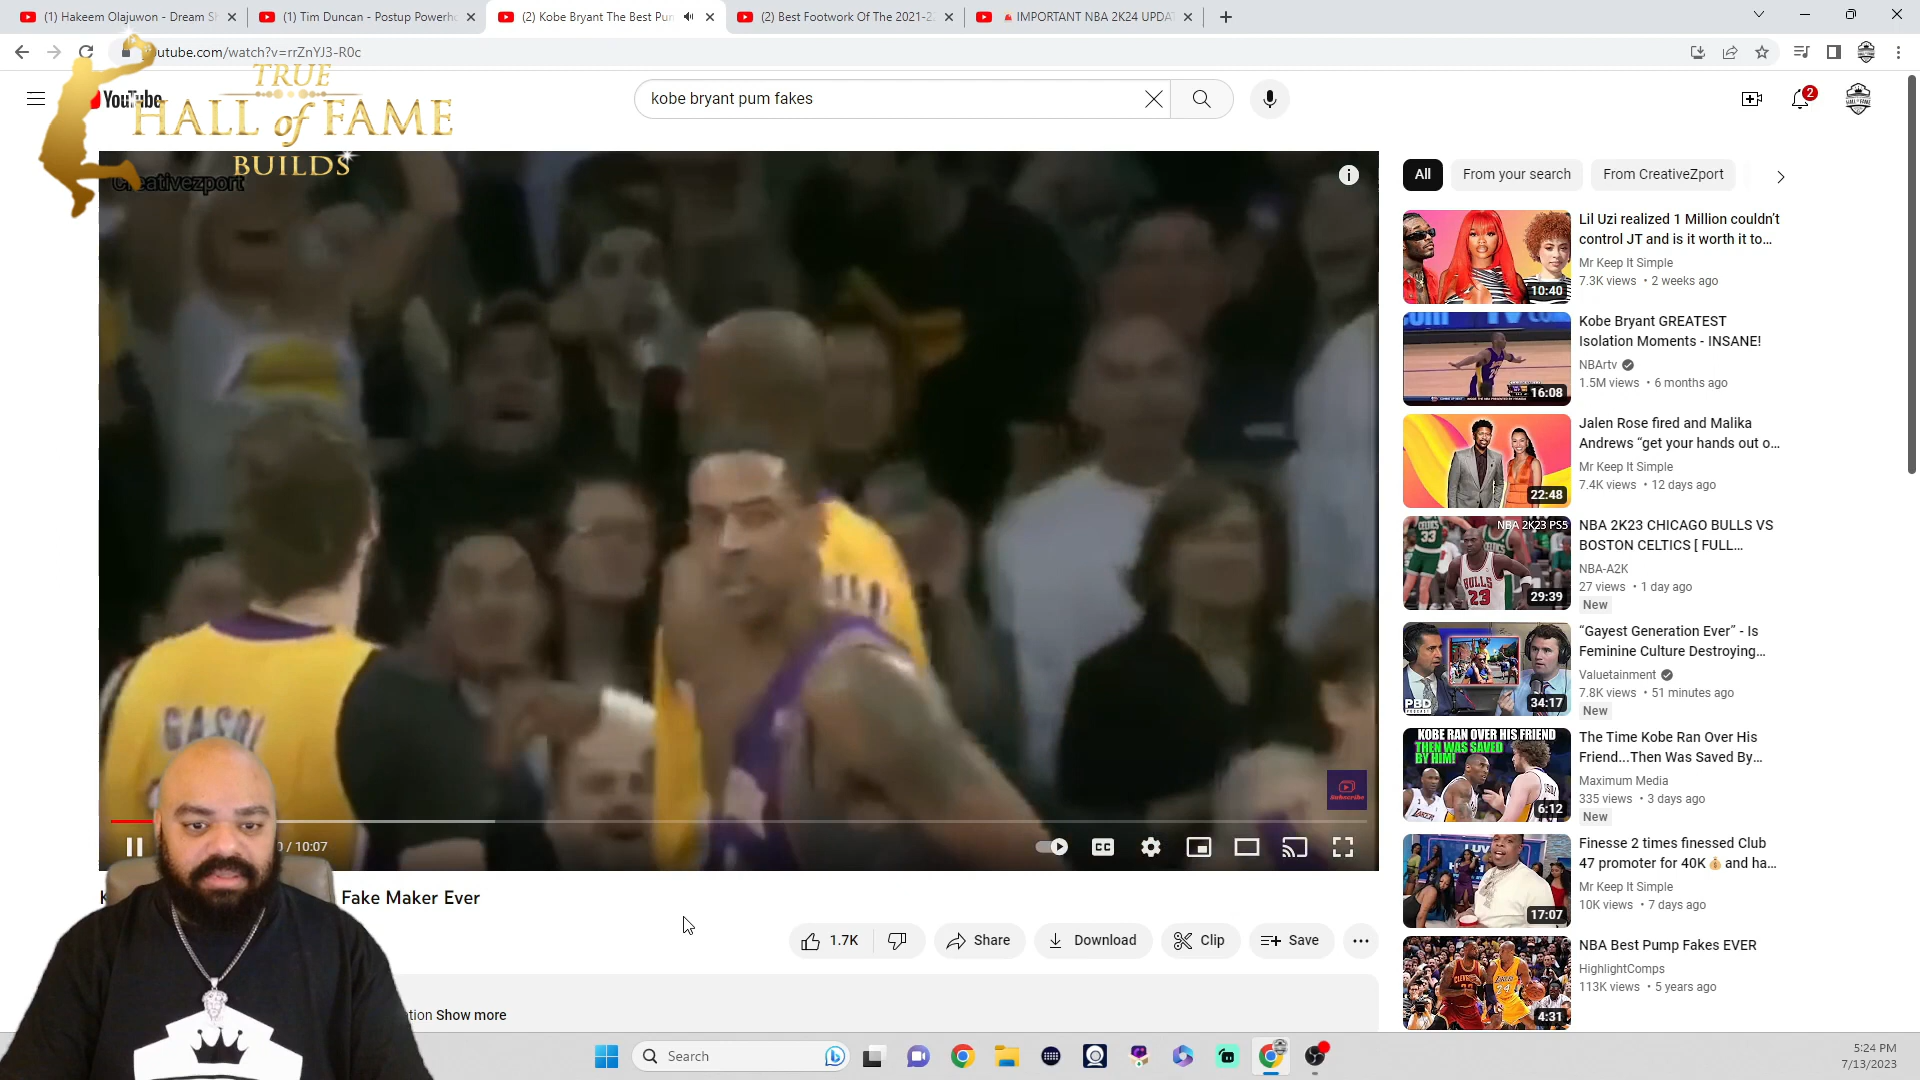 (1) Hakeem Olajuwon - Dream S
(1) Tim Duncan - Postup Powerh
(2) Kobe Bryant The Best Pum
(2) Best Footwork Of The 2021-2
IMPORTANT NBA 2K24 UPDA
utube.com/watch?v=rrZnYJ3-R0c
TRUE
HALL of FAME
BUILDS
YouTube
kobe bryant pum fakes
2
Creativezport
All
From your search
From CreativeZport
Lil Uzi realized 1 Million couldn't
control JT and is it worth it to...
Mr Keep It Simple
7.3K views • 2 weeks ago
10:40
Kobe Bryant GREATEST
Isolation Moments - INSANE!
NBArtv
1.5M views • 6 months ago
16:08
Jalen Rose fired and Malika
Andrews “get your hands out o...
Mr Keep It Simple
7.4K views • 12 days ago
22:48
NBA 2K23 PS5
33
BULLS
23
29:39
NBA 2K23 CHICAGO BULLS VS
BOSTON CELTICS [ FULL...
NBA-A2K
27 views • 1 day ago
New
“Gayest Generation Ever” - Is
Feminine Culture Destroying...
Valuetainment
7.8K views • 51 minutes ago
New
PBD
34:17
KOBE RAN OVER HIS FRIEND
THEN WAS SAVED
BY HIM!
6:12
The Time Kobe Ran Over His
Friend...Then Was Saved By...
Maximum Media
335 views • 3 days ago
New
Finesse 2 times finessed Club
47 promoter for 40K💰and ha...
Mr Keep It Simple
10K views • 7 days ago
17:07
NBA Best Pump Fakes EVER
HighlightComps
113K views • 5 years ago
24
4:31
GASOL
Subscribe
/ 10:07
CC
K
Fake Maker Ever
1.7K
Share
Download
Clip
Save
tion Show more
Search
5:24 PM
7/13/2023